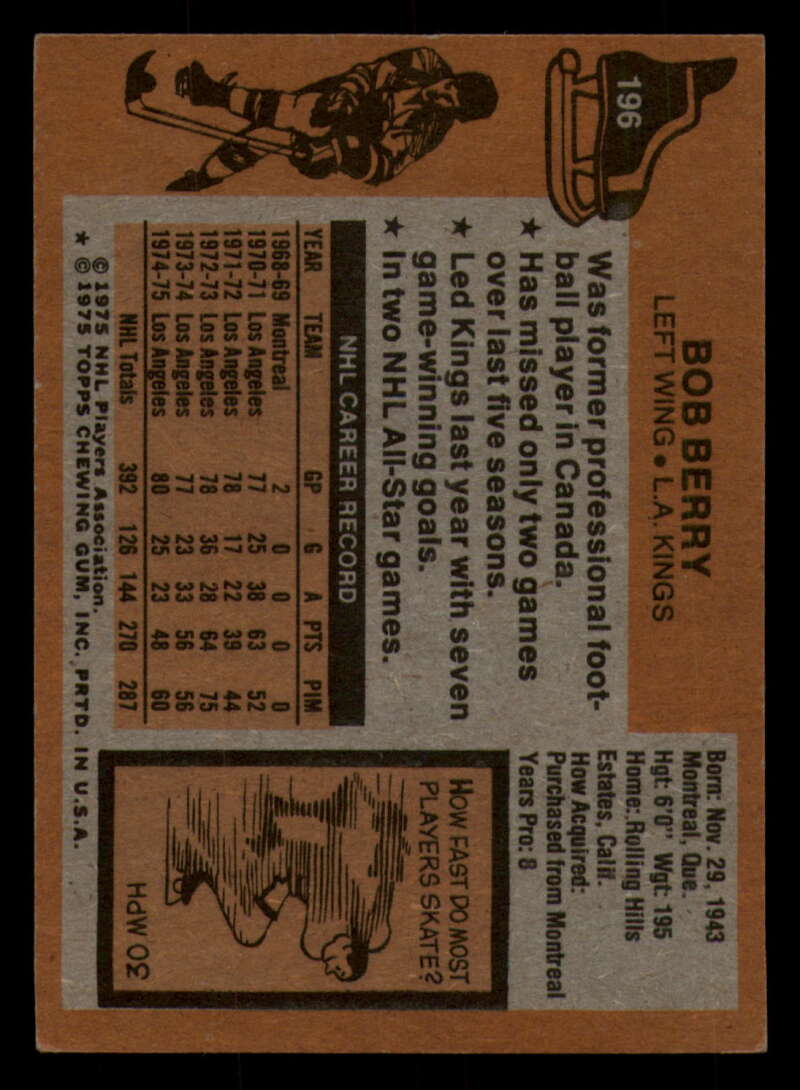 196
BOB BERRY
LEFT WING • L.A. KINGS
Born: Nov. 29, 1943
Montreal, Que.
Hgt: 6'0" Wgt: 195
Home: Rolling Hills
Estates, Calif.
How Acquired:
Purchased from Montreal
Years Pro: 8
Was former professional foot-
ball player in Canada.
★ Has missed only two games
over last five seasons.
★ Led Kings last year with seven
game-winning goals.
★ In two NHL All-Star games.
NHL CAREER RECORD
YEAR TEAM GP G A PTS PIM
1968-69 Montreal 2 0 0 0 0
1970-71 Los Angeles 77 25 38 63 52
1971-72 Los Angeles 78 17 22 39 44
1972-73 Los Angeles 78 36 28 64 75
1973-74 Los Angeles 77 23 33 56 56
1974-75 Los Angeles 80 25 23 48 60
NHL Totals 392 126 144 270 287
© 1975 NHL Players Association.
★ © 1975 TOPPS CHEWING GUM, INC. PRTD. IN U.S.A.
HOW FAST DO MOST
PLAYERS SKATE?
30 MPH